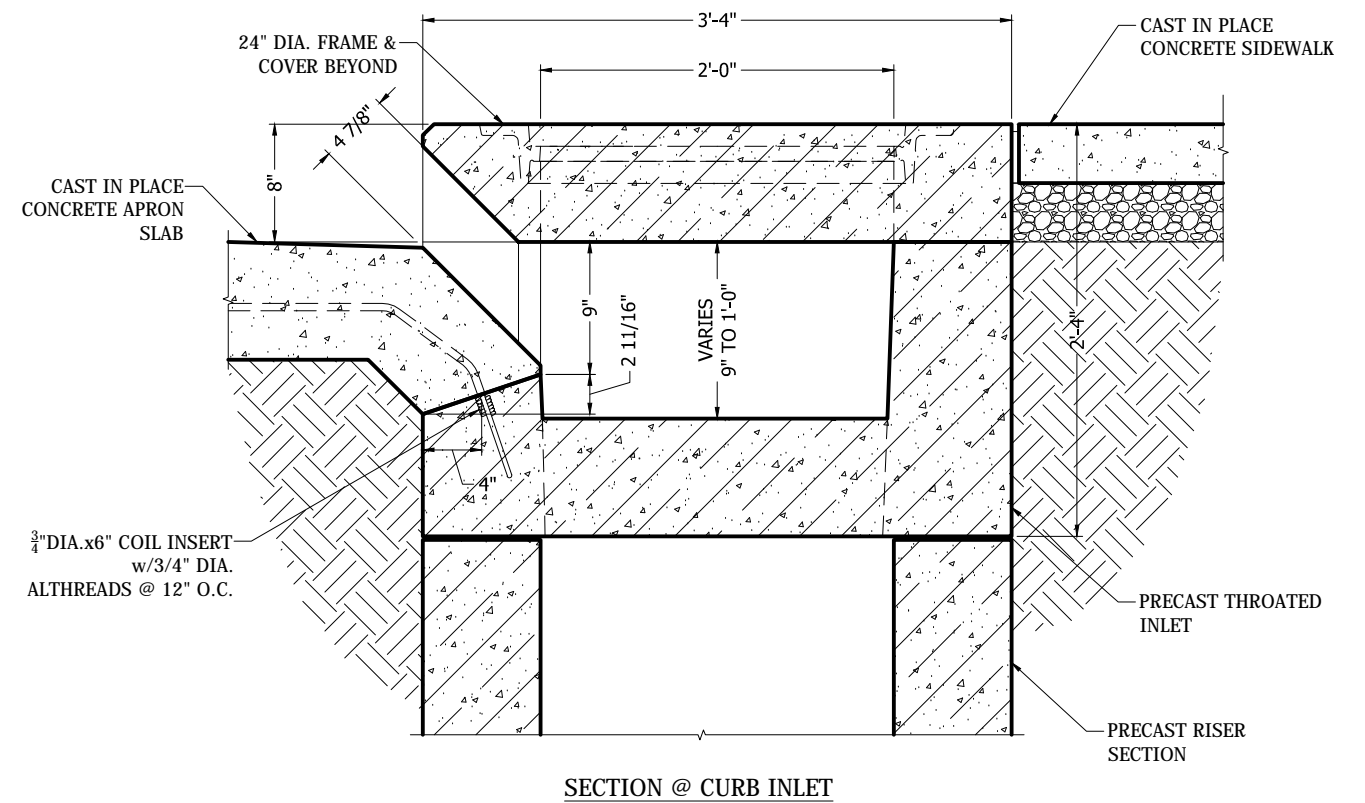 3'-4"
CAST IN PLACE
CONCRETE SIDEWALK
24" DIA. FRAME &
COVER BEYOND
2'-0"
4 7/8"
8"
CAST IN PLACE
CONCRETE APRON
SLAB
9"
2 11/16"
VARIES
9" TO 1'-0"
2'-4"
4"
3/4"DIA.x6" COIL INSERT
w/3/4" DIA.
ALTHREADS @ 12" O.C.
PRECAST THROATED
INLET
PRECAST RISER
SECTION
SECTION @ CURB INLET